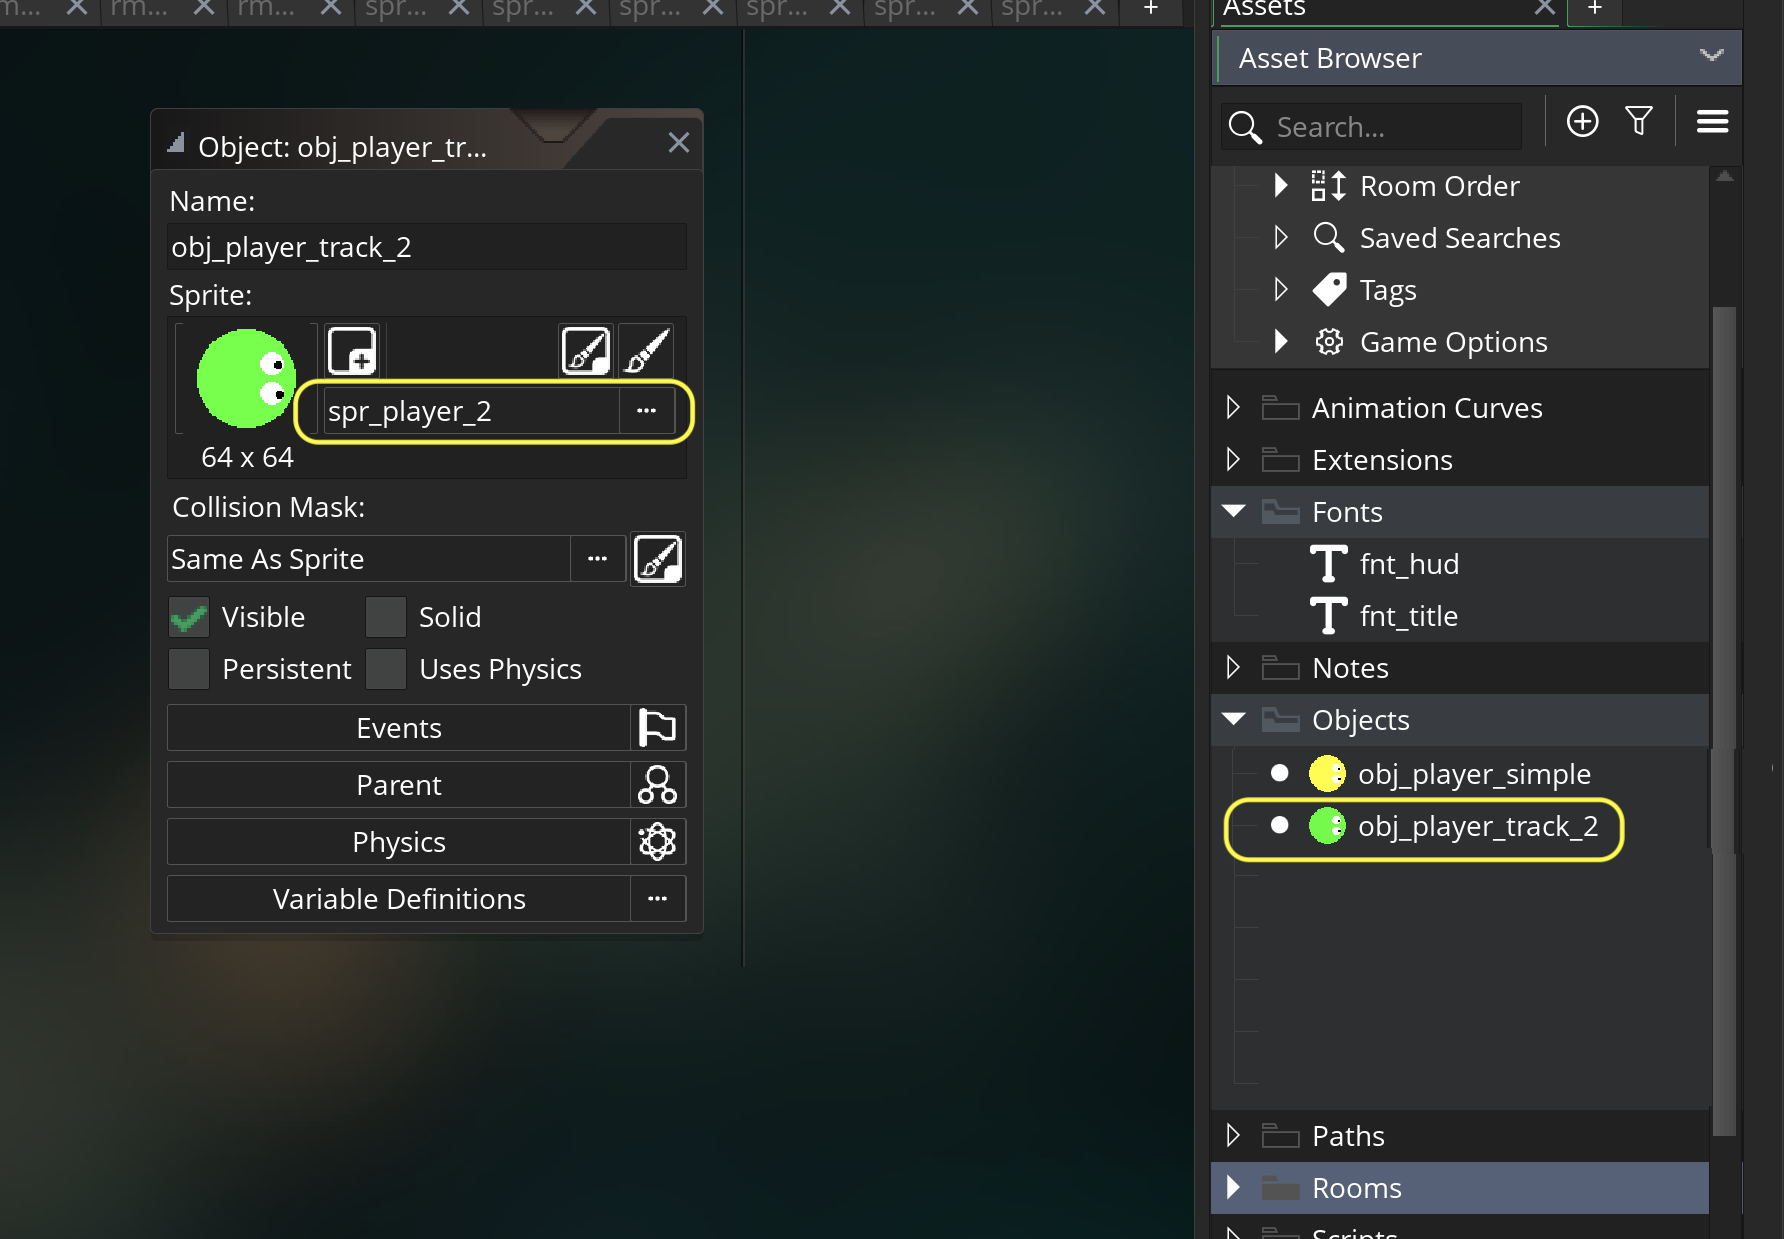 m... rm... rm... spr... spr... spr... spr... spr... spr... +
Assets +
Asset Browser
Search...
Object: obj_player_tr...
Name:
obj_player_track_2
Sprite:
spr_player_2 ...
64 x 64
Collision Mask:
Same As Sprite ...
Visible Solid
Persistent Uses Physics
Events
Parent
Physics
Variable Definitions ...
Room Order
Saved Searches
Tags
Game Options
Animation Curves
Extensions
Fonts
fnt_hud
fnt_title
Notes
Objects
obj_player_simple
obj_player_track_2
Paths
Rooms
Scripts